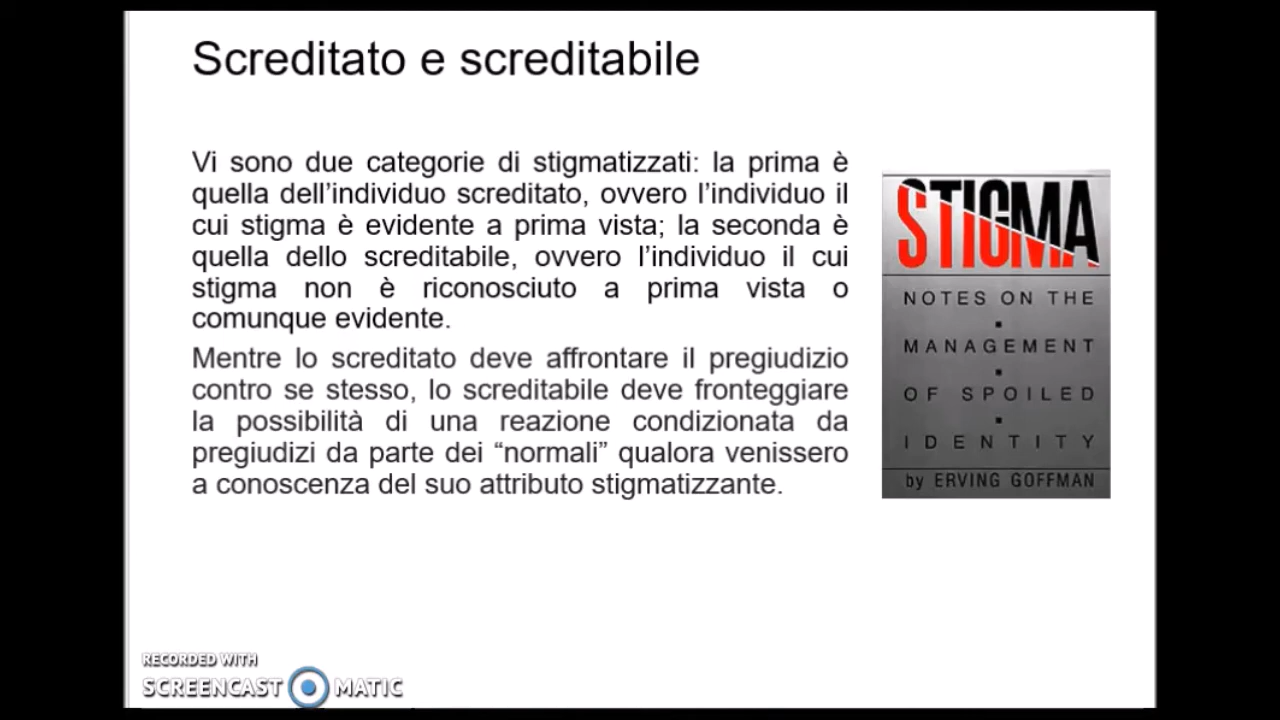 Screditato e screditabile
Vi sono due categorie di stigmatizzati: la prima è
quella dell’individuo screditato, ovvero l’individuo il
cui stigma è evidente a prima vista; la seconda è
quella dello screditabile, ovvero l’individuo il cui
stigma non è riconosciuto a prima vista o
comunque evidente.
Mentre lo screditato deve affrontare il pregiudizio
contro se stesso, lo screditabile deve fronteggiare
la possibilità di una reazione condizionata da
pregiudizi da parte dei “normali” qualora venissero
a conoscenza del suo attributo stigmatizzante.
STIGMA
NOTES ON THE
MANAGEMENT
OF SPOILED
IDENTITY
by ERVING GOFFMAN
RECORDED WITH
SCREENCAST MATIC